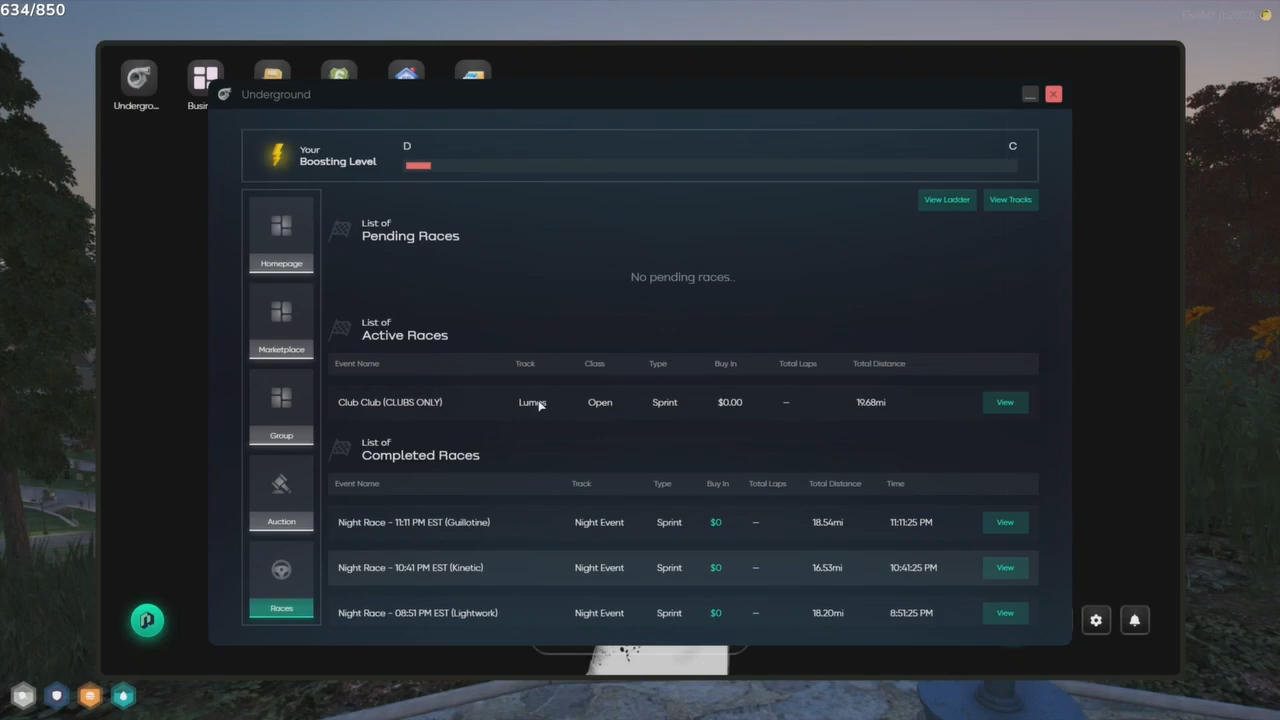 634/850
Undergro...
Underground
Your
Boosting Level
D
C
View Ladder
View Tracks
Homepage
Marketplace
Group
Auction
Races
List of
Pending Races
No pending races..
List of
Active Races
Event Name Track Class Type Buy In Total Laps Total Distance
Club Club (CLUBS ONLY) Lumes Open Sprint $0.00 – 19.68mi View
List of
Completed Races
Event Name Track Type Buy In Total Laps Total Distance Time
Night Race - 11:11 PM EST (Guillotine) Night Event Sprint $0 – 18.54mi 11:11:25 PM View
Night Race - 10:41 PM EST (Kinetic) Night Event Sprint $0 – 16.53mi 10:41:25 PM View
Night Race - 08:51 PM EST (Lightwork) Night Event Sprint $0 – 18.20mi 8:51:25 PM View